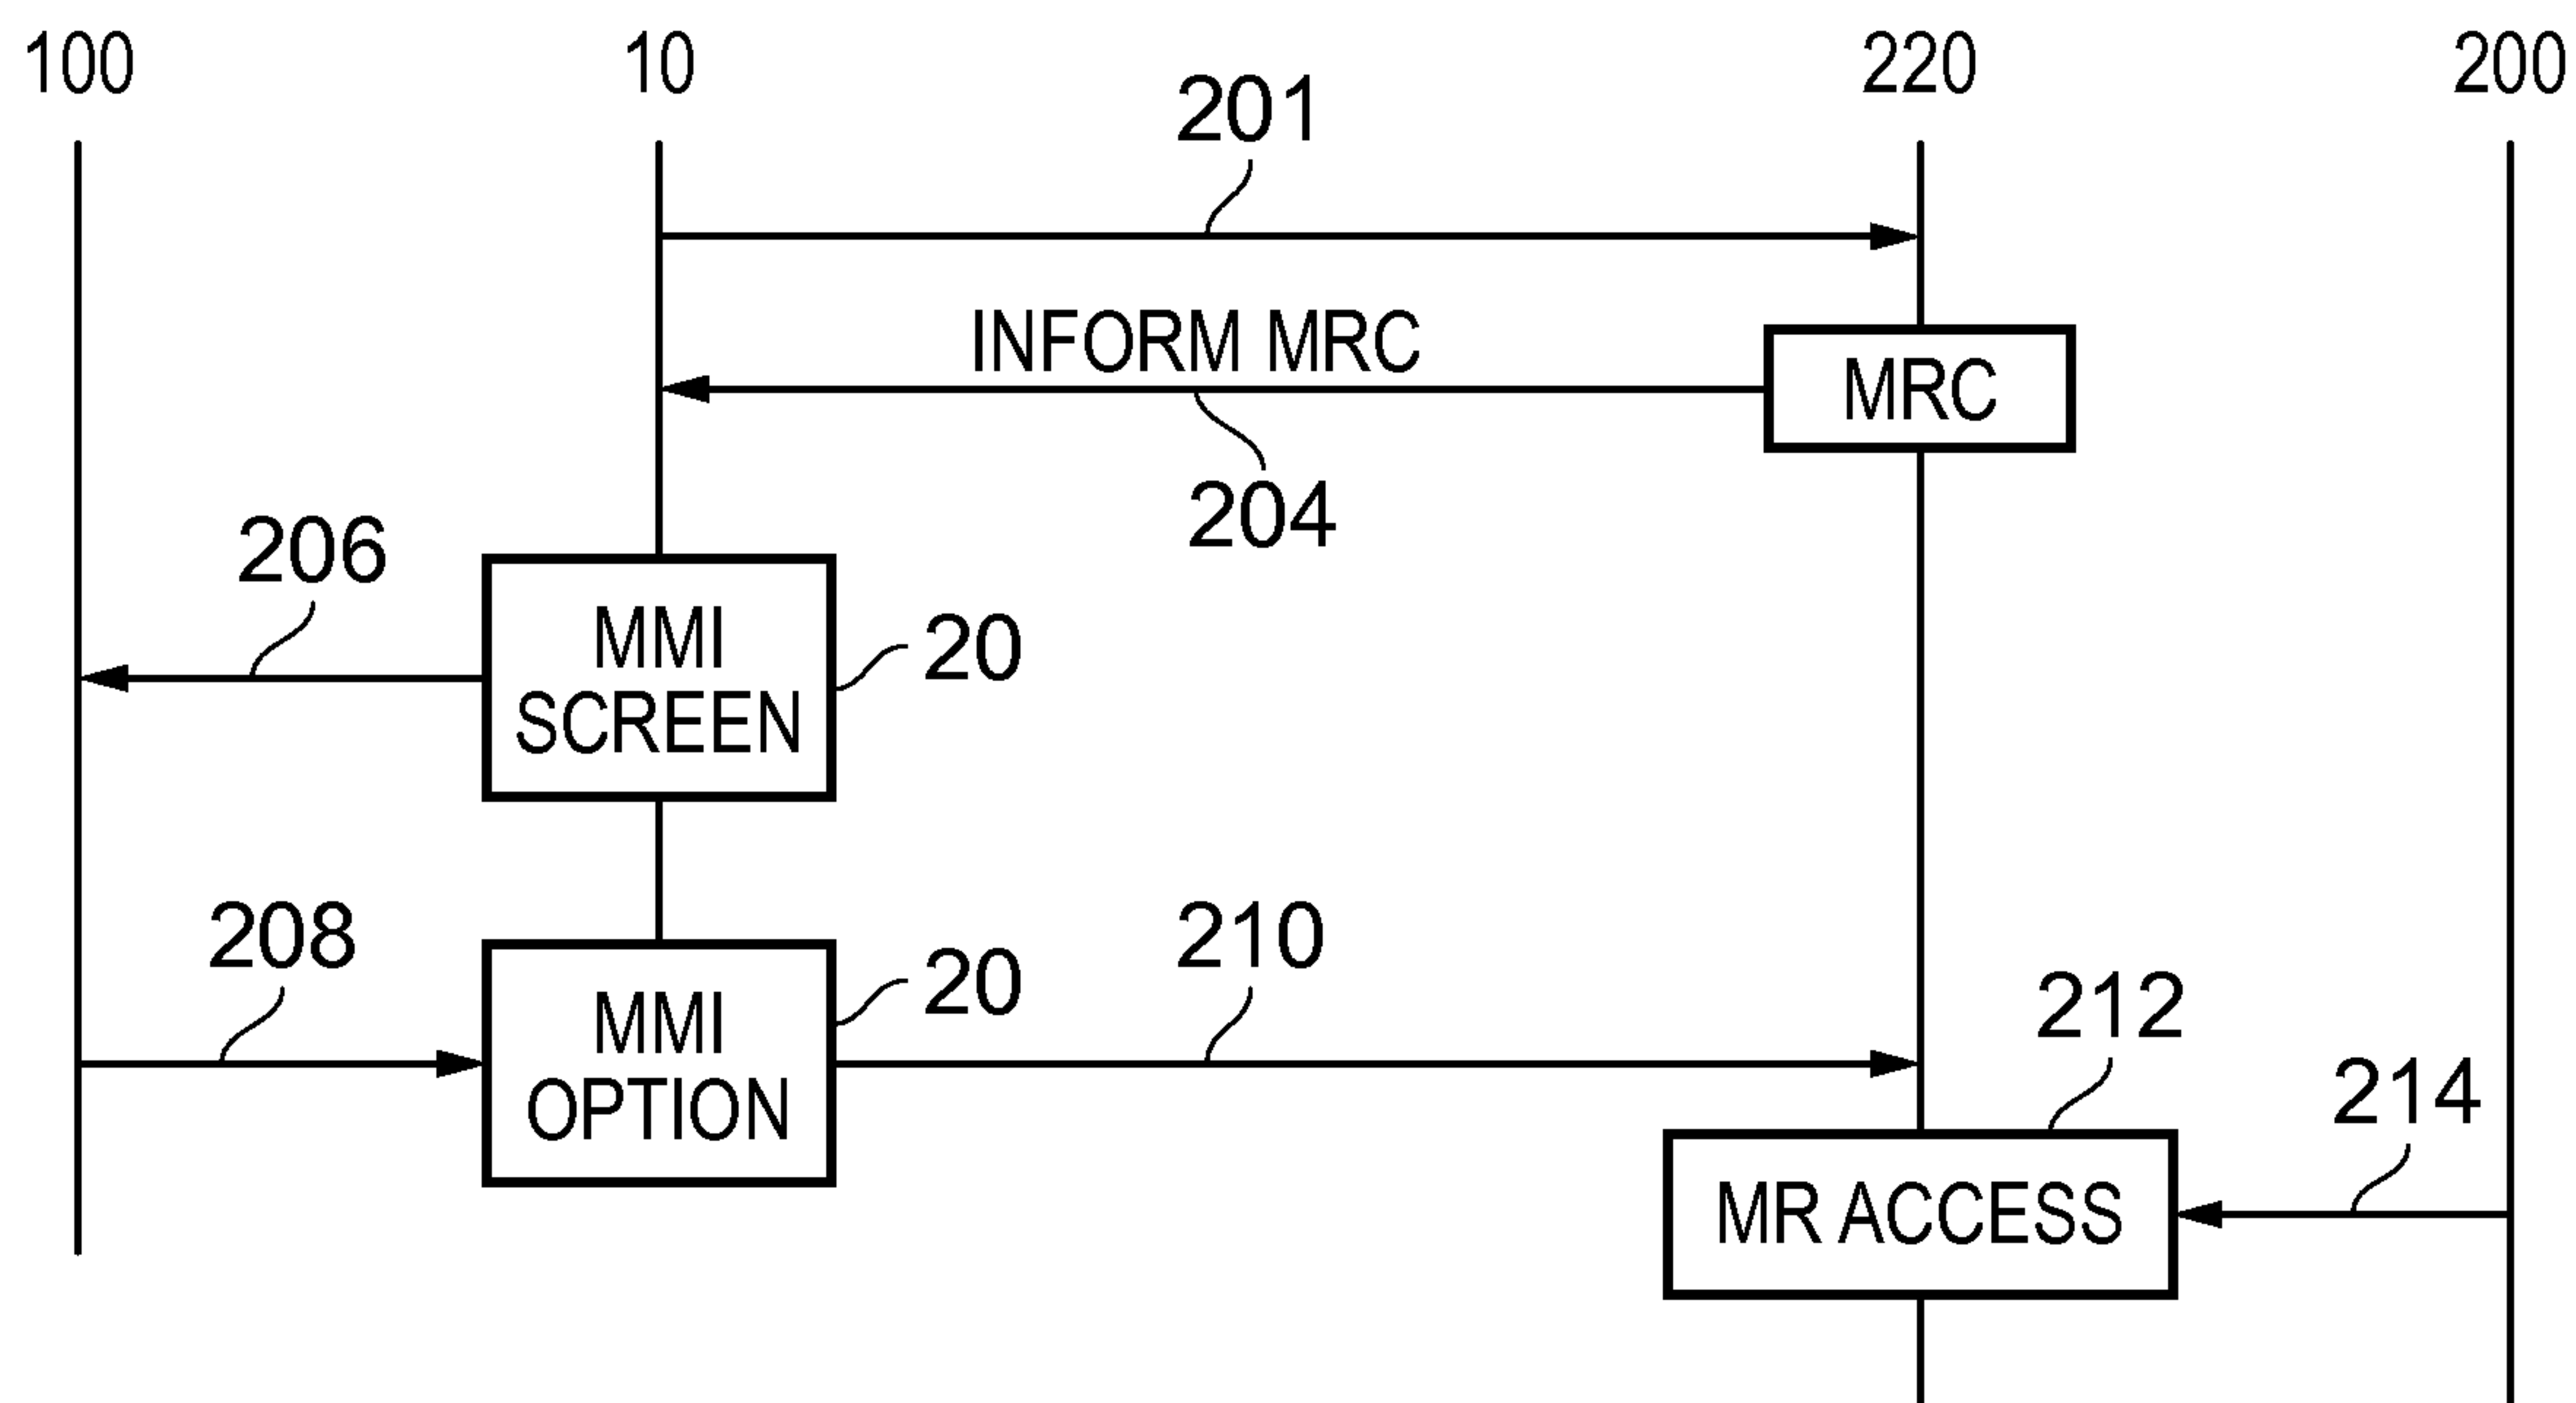 100
10
220
200
201
INFORM MRC
MRC
204
206
MMI
SCREEN
20
208
MMI
OPTION
20
210
212
MR ACCESS
214